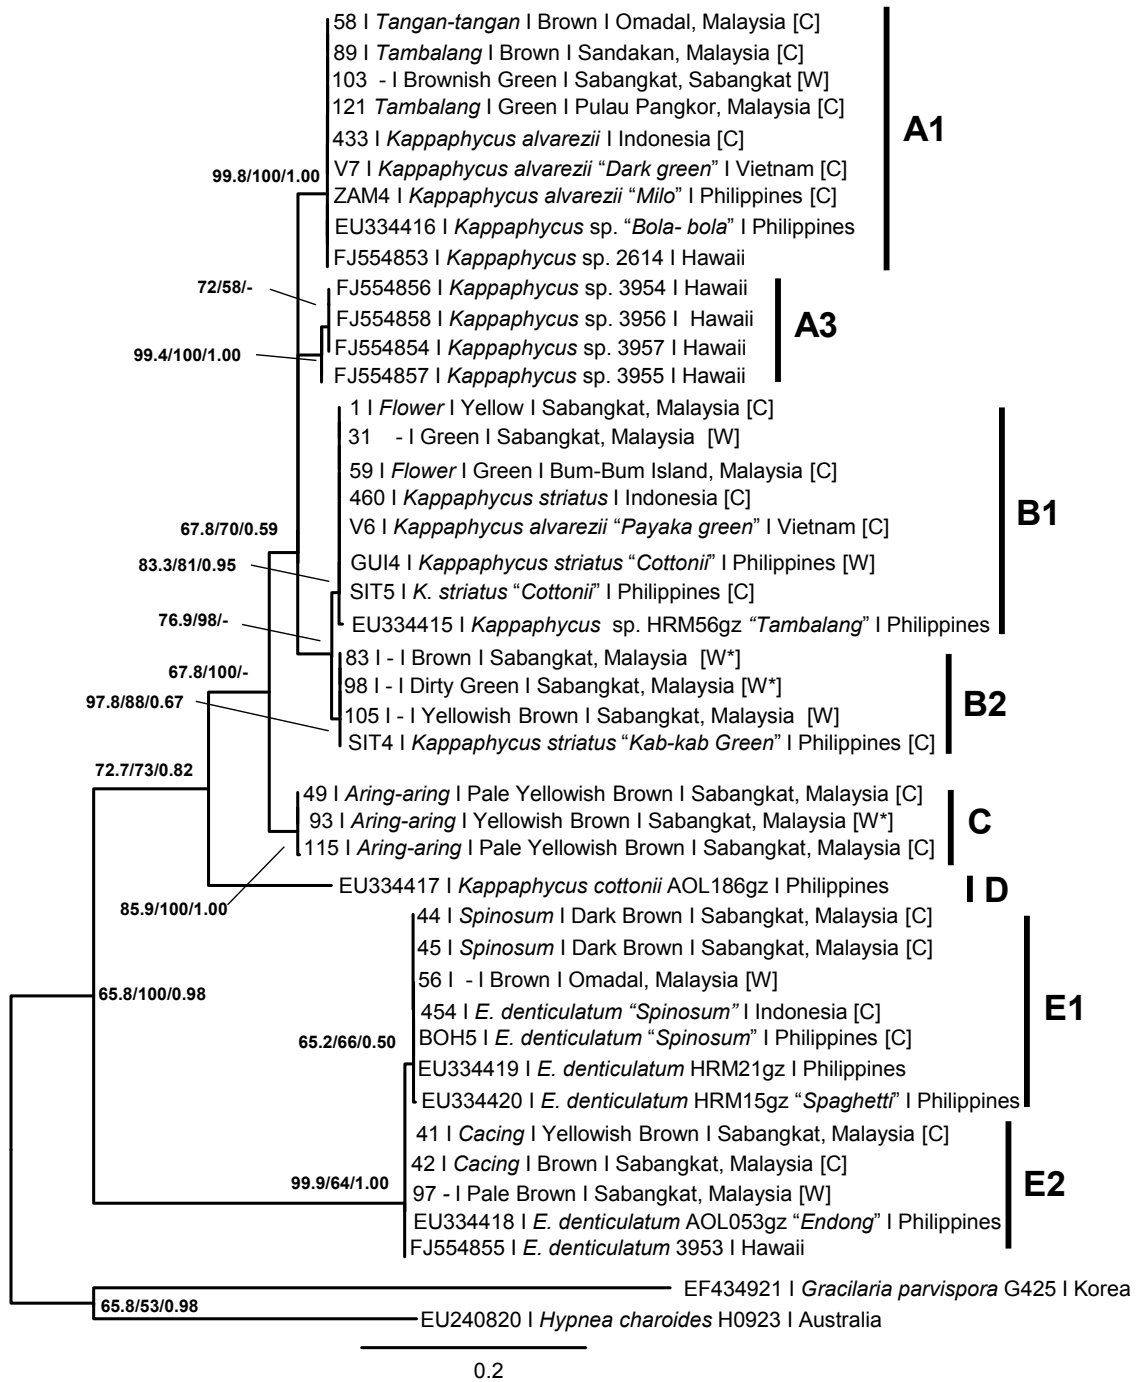 58 I Tangan-tangan I Brown I Omadal, Malaysia [C]
89 I Tambalang I Brown I Sandakan, Malaysia [C]
103 - I Brownish Green I Sabangkat, Sabangkat [W]
121 Tambalang I Green I Pulau Pangkor, Malaysia [C]
A1
433 I Kappaphycus alvarezii I Indonesia [C]
V7 I Kappaphycus alvarezii “Dark green” I Vietnam [C]
99.8/100/1.00
ZAM4 I Kappaphycus alvarezii “Milo” I Philippines [C]
EU334416 I Kappaphycus sp. “Bola- bola” I Philippines
FJ554853 I Kappaphycus sp. 2614 I Hawaii
72/58/-
FJ554856 I Kappaphycus sp. 3954 I Hawaii
FJ554858 I Kappaphycus sp. 3956 I Hawaii
A3
FJ554854 I Kappaphycus sp. 3957 I Hawaii
99.4/100/1.00
FJ554857 I Kappaphycus sp. 3955 I Hawaii
1 I Flower I Yellow I Sabangkat, Malaysia [C]
31 - I Green I Sabangkat, Malaysia [W]
59 I Flower I Green I Bum-Bum Island, Malaysia [C]
460 I Kappaphycus striatus I Indonesia [C]
B1
V6 I Kappaphycus alvarezii “Payaka green” I Vietnam [C]
67.8/70/0.59
GUI4 I Kappaphycus striatus “Cottonii” I Philippines [W]
83.3/81/0.95
SIT5 I K. striatus “Cottonii” I Philippines [C]
76.9/98/-
EU334415 I Kappaphycus sp. HRM56gz “Tambalang” I Philippines
83 I - I Brown I Sabangkat, Malaysia [W*]
67.8/100/-
98 I - I Dirty Green I Sabangkat, Malaysia [W*]
B2
97.8/88/0.67
105 I - I Yellowish Brown I Sabangkat, Malaysia [W]
SIT4 I Kappaphycus striatus “Kab-kab Green” I Philippines [C]
72.7/73/0.82
49 I Aring-aring I Pale Yellowish Brown I Sabangkat, Malaysia [C]
93 I Aring-aring I Yellowish Brown I Sabangkat, Malaysia [W*]
C
115 I Aring-aring I Pale Yellowish Brown I Sabangkat, Malaysia [C]
EU334417 I Kappaphycus cottonii AOL186gz I Philippines
D
85.9/100/1.00
44 I Spinosum I Dark Brown I Sabangkat, Malaysia [C]
45 I Spinosum I Dark Brown I Sabangkat, Malaysia [C]
56 I - I Brown I Omadal, Malaysia [W]
65.8/100/0.98
454 I E. denticulatum “Spinosum” I Indonesia [C]
E1
65.2/66/0.50
BOH5 I E. denticulatum “Spinosum” I Philippines [C]
EU334419 I E. denticulatum HRM21gz I Philippines
EU334420 I E. denticulatum HRM15gz “Spaghetti” I Philippines
41 I Cacing I Yellowish Brown I Sabangkat, Malaysia [C]
42 I Cacing I Brown I Sabangkat, Malaysia [C]
99.9/64/1.00
E2
97 - I Pale Brown I Sabangkat, Malaysia [W]
EU334418 I E. denticulatum AOL053gz “Endong” I Philippines
FJ554855 I E. denticulatum 3953 I Hawaii
EF434921 I Gracilaria parvispora G425 I Korea
65.8/53/0.98
EU240820 I Hypnea charoides H0923 I Australia
0.2